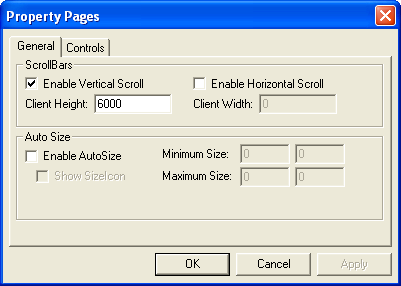 Property Pages
General Controls
ScrollBars
Enable Vertical Scroll Enable Horizontal Scroll
Client Height: 6000 Client Width: 0
Auto Size
Enable AutoSize Minimum Size: 0 0
Show SizeIcon Maximum Size: 0 0
OK Cancel Apply